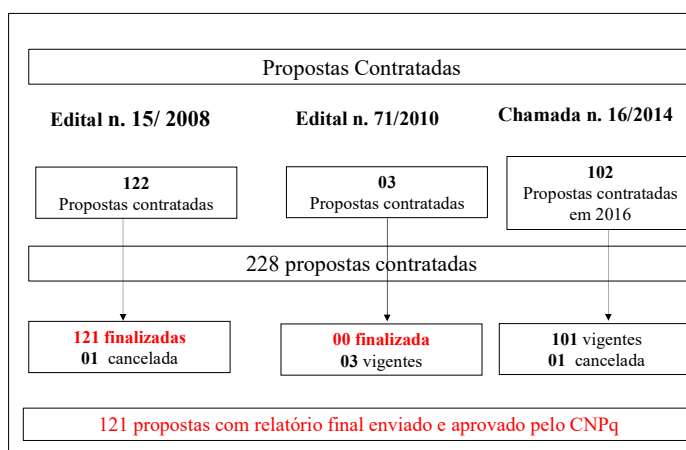 Propostas Contratadas
Edital n. 15/ 2008
Edital n. 71/2010
Chamada n. 16/2014
122
Propostas contratadas
03
Propostas contratadas
102
Propostas contratadas
em 2016
228 propostas contratadas
121 finalizadas
01 cancelada
00 finalizada
03 vigentes
101 vigentes
01 cancelada
121 propostas com relatório final enviado e aprovado pelo CNPq